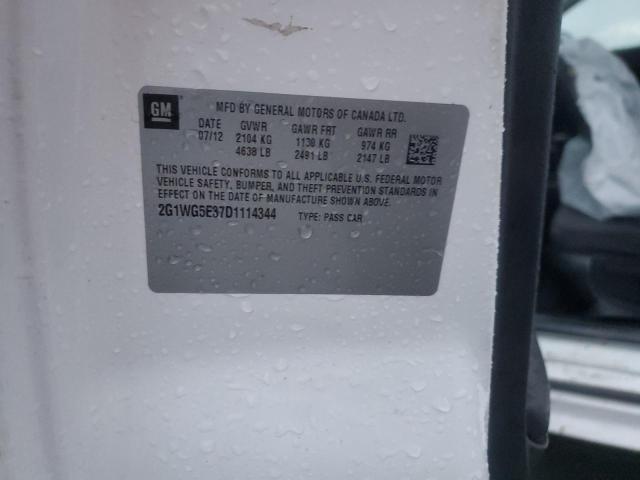 GM
MFD BY GENERAL MOTORS OF CANADA LTD.
DATE GVWR GAWR FRT GAWR RR
07/12 2104 KG 1130 KG 974 KG
4638 LB 2491 LB 2147 LB
THIS VEHICLE CONFORMS TO ALL APPLICABLE U.S. FEDERAL MOTOR
VEHICLE SAFETY, BUMPER, AND THEFT PREVENTION STANDARDS IN
EFFECT ON THE DATE OF MANUFACTURE SHOWN ABOVE.
2G1WG5E37D1114344 TYPE: PASS CAR